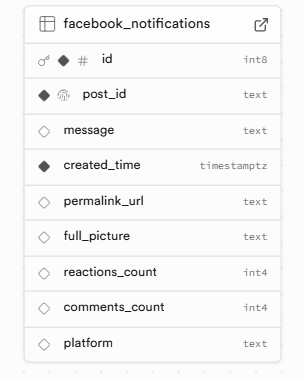 facebook_notifications
# id int8
post_id text
message text
created_time timestamptz
permalink_url text
full_picture text
reactions_count int4
comments_count int4
platform text